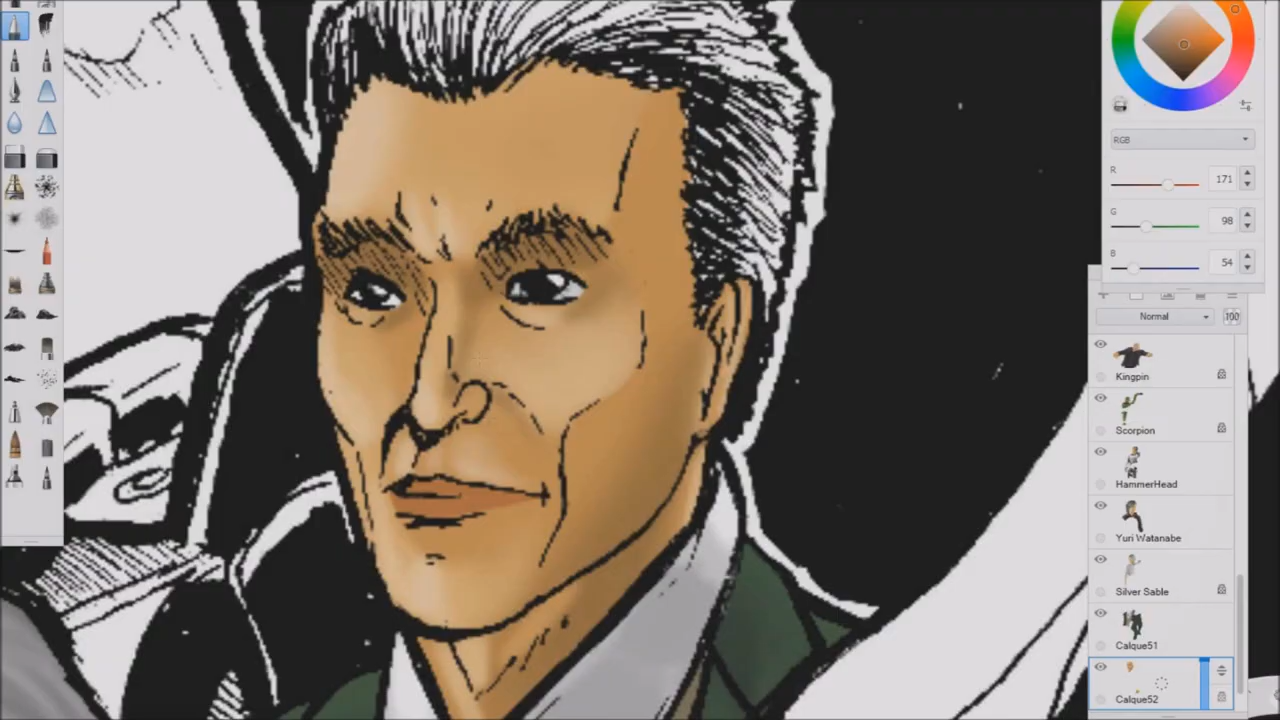 RGB
R
171
G
98
B
54
Normal
100
Kingpin
Scorpion
HammerHead
Yuri Watanabe
Silver Sable
Calque51
Calque52